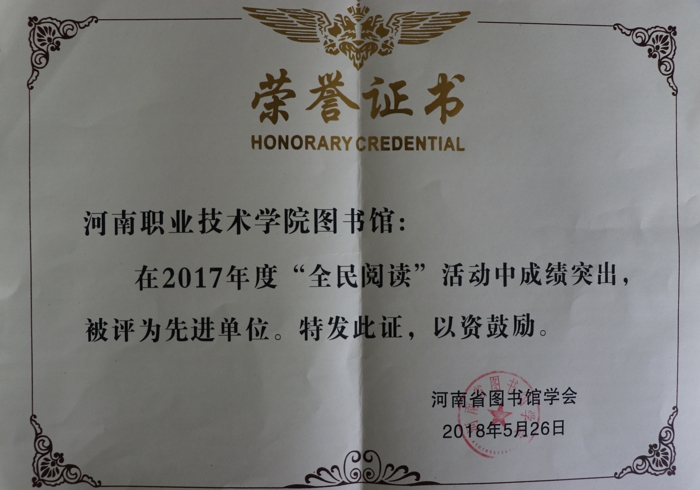 荣誉证书
HONORARY CREDENTIAL
河南职业技术学院图书馆：
在2017年度“全民阅读”活动中成绩突出，
被评为先进单位。特发此证，以资鼓励。
河南省图书馆学会
2018年5月26日